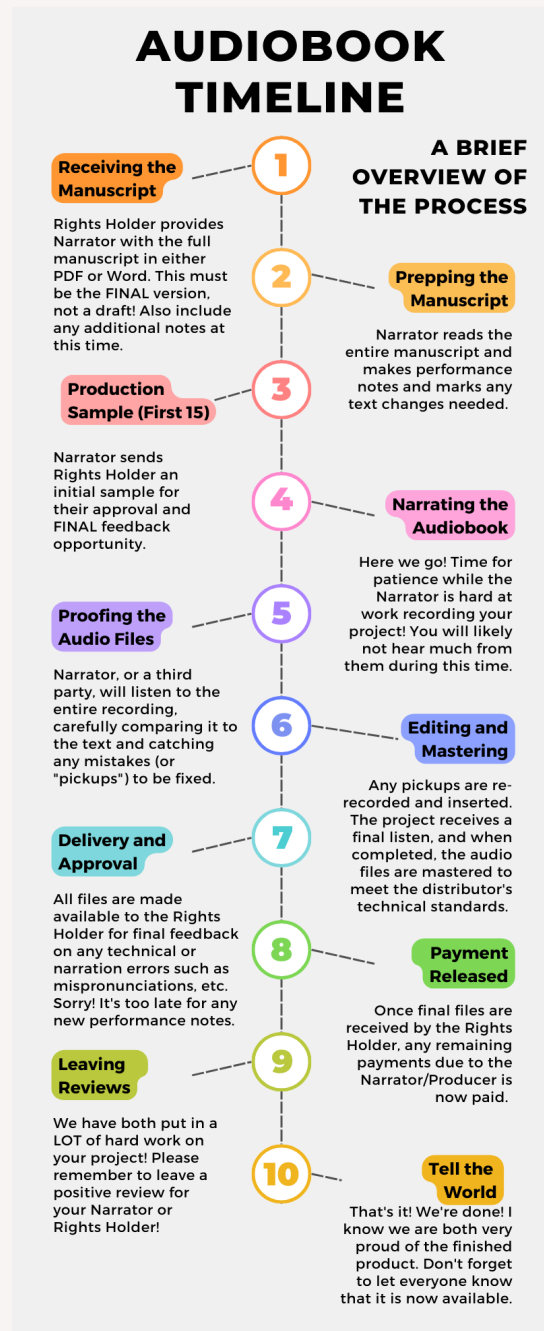 AUDIOBOOK
TIMELINE
A BRIEF
OVERVIEW OF
THE PROCESS
1
Receiving the
Manuscript
Rights Holder provides
Narrator with the full
manuscript in either
PDF or Word. This must
be the FINAL version,
not a draft! Also include
any additional notes at
this time.
2
Prepping the
Manuscript
Narrator reads the
entire manuscript and
makes performance
notes and marks any
text changes needed.
3
Production
Sample (First 15)
Narrator sends
Rights Holder an
initial sample for
their approval and
FINAL feedback
opportunity.
4
Narrating the
Audiobook
Here we go! Time for
patience while the
Narrator is hard at
work recording your
project! You will likely
not hear much from
them during this time.
5
Proofing the
Audio Files
Narrator, or a third
party, will listen to the
entire recording,
carefully comparing it to
the text and catching
any mistakes (or
"pickups") to be fixed.
6
Editing and
Mastering
Any pickups are re-
recorded and inserted.
The project receives a
final listen, and when
completed, the audio
files are mastered to
meet the distributor's
technical standards.
7
Delivery and
Approval
All files are made
available to the Rights
Holder for final feedback
on any technical or
narration errors such as
mispronunciations, etc.
Sorry! It's too late for any
new performance notes.
8
Payment
Released
Once final files are
received by the Rights
Holder, any remaining
payments due to the
Narrator/Producer is
now paid.
9
Leaving
Reviews
We have both put in a
LOT of hard work on
your project! Please
remember to leave a
positive review for
your Narrator or
Rights Holder!
10
Tell the
World
That's it! We're done! I
know we are both very
proud of the finished
product. Don't forget
to let everyone know
that it is now available.